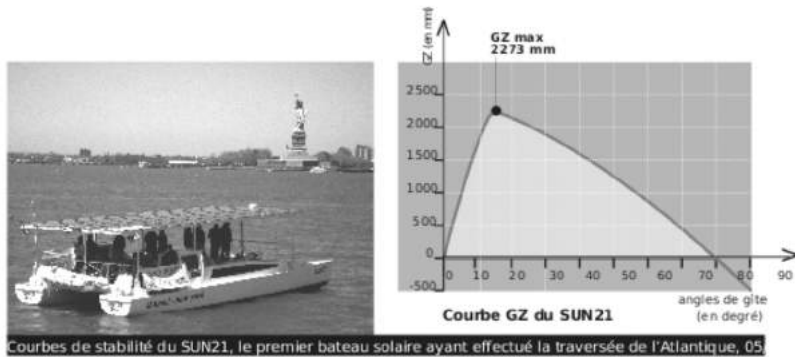 GZ (en mm)
GZ max
2273 mm
2500
2000
1500
1000
500
0
-500
0 10 20 30 40 50 60 70 80 90
angles de gîte
(en degré)
Courbe GZ du SUN21
Courbes de stabilité du SUN21, le premier bateau solaire ayant effectué la traversée de l'Atlantique, 05/